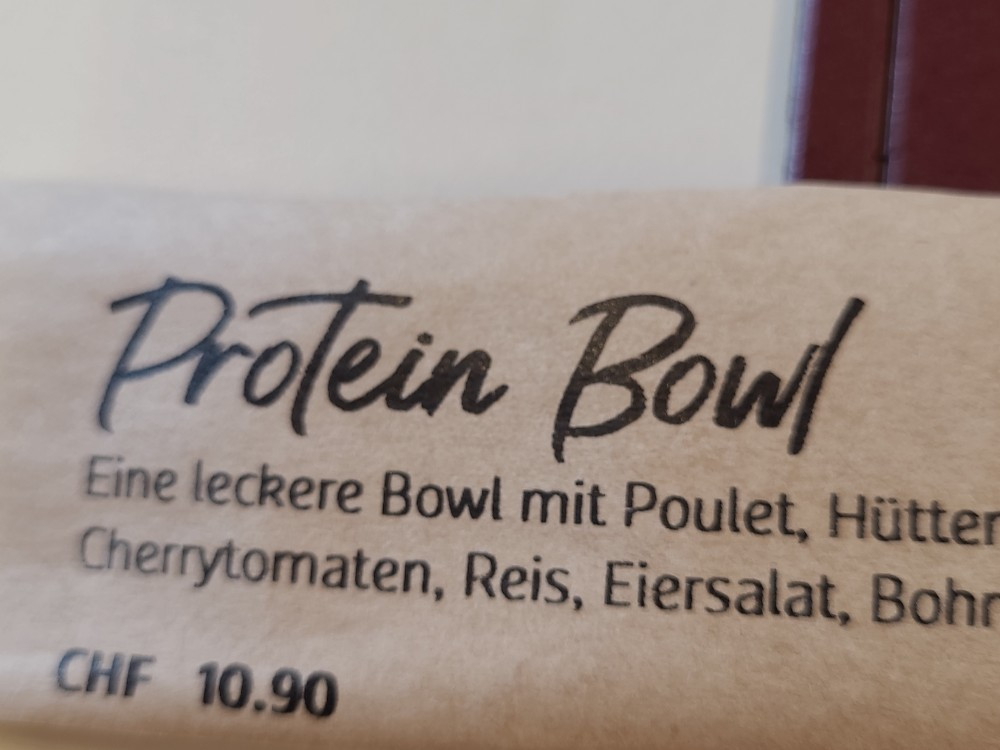 Protein Bowl
Eine leckere Bowl mit Poulet, Hütten
Cherrytomaten, Reis, Eiersalat, Bohn
CHF 10.90